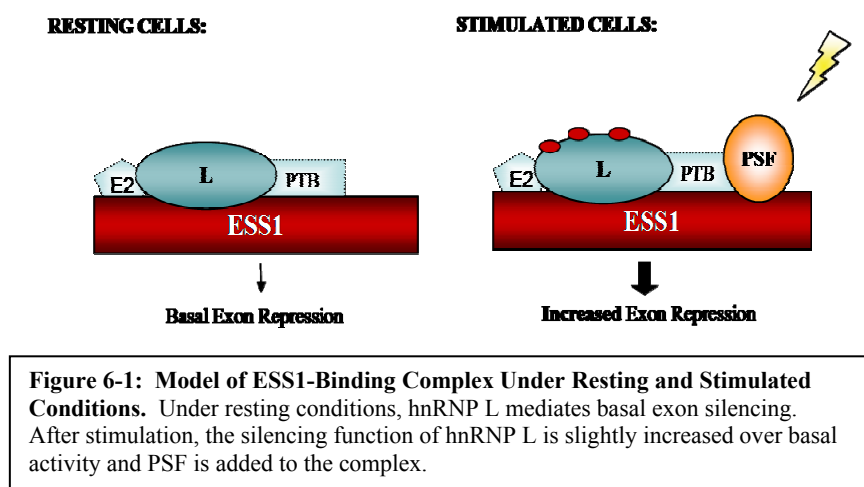 RESTING CELLS:
STIMULATED CELLS:
E2
L
PTB
ESS1
E2
L
PTB
PSF
ESS1
Basal Exon Repression
Increased Exon Repression
Figure 6-1: Model of ESS1-Binding Complex Under Resting and Stimulated
Conditions. Under resting conditions, hnRNP L mediates basal exon silencing.
After stimulation, the silencing function of hnRNP L is slightly increased over basal
activity and PSF is added to the complex.